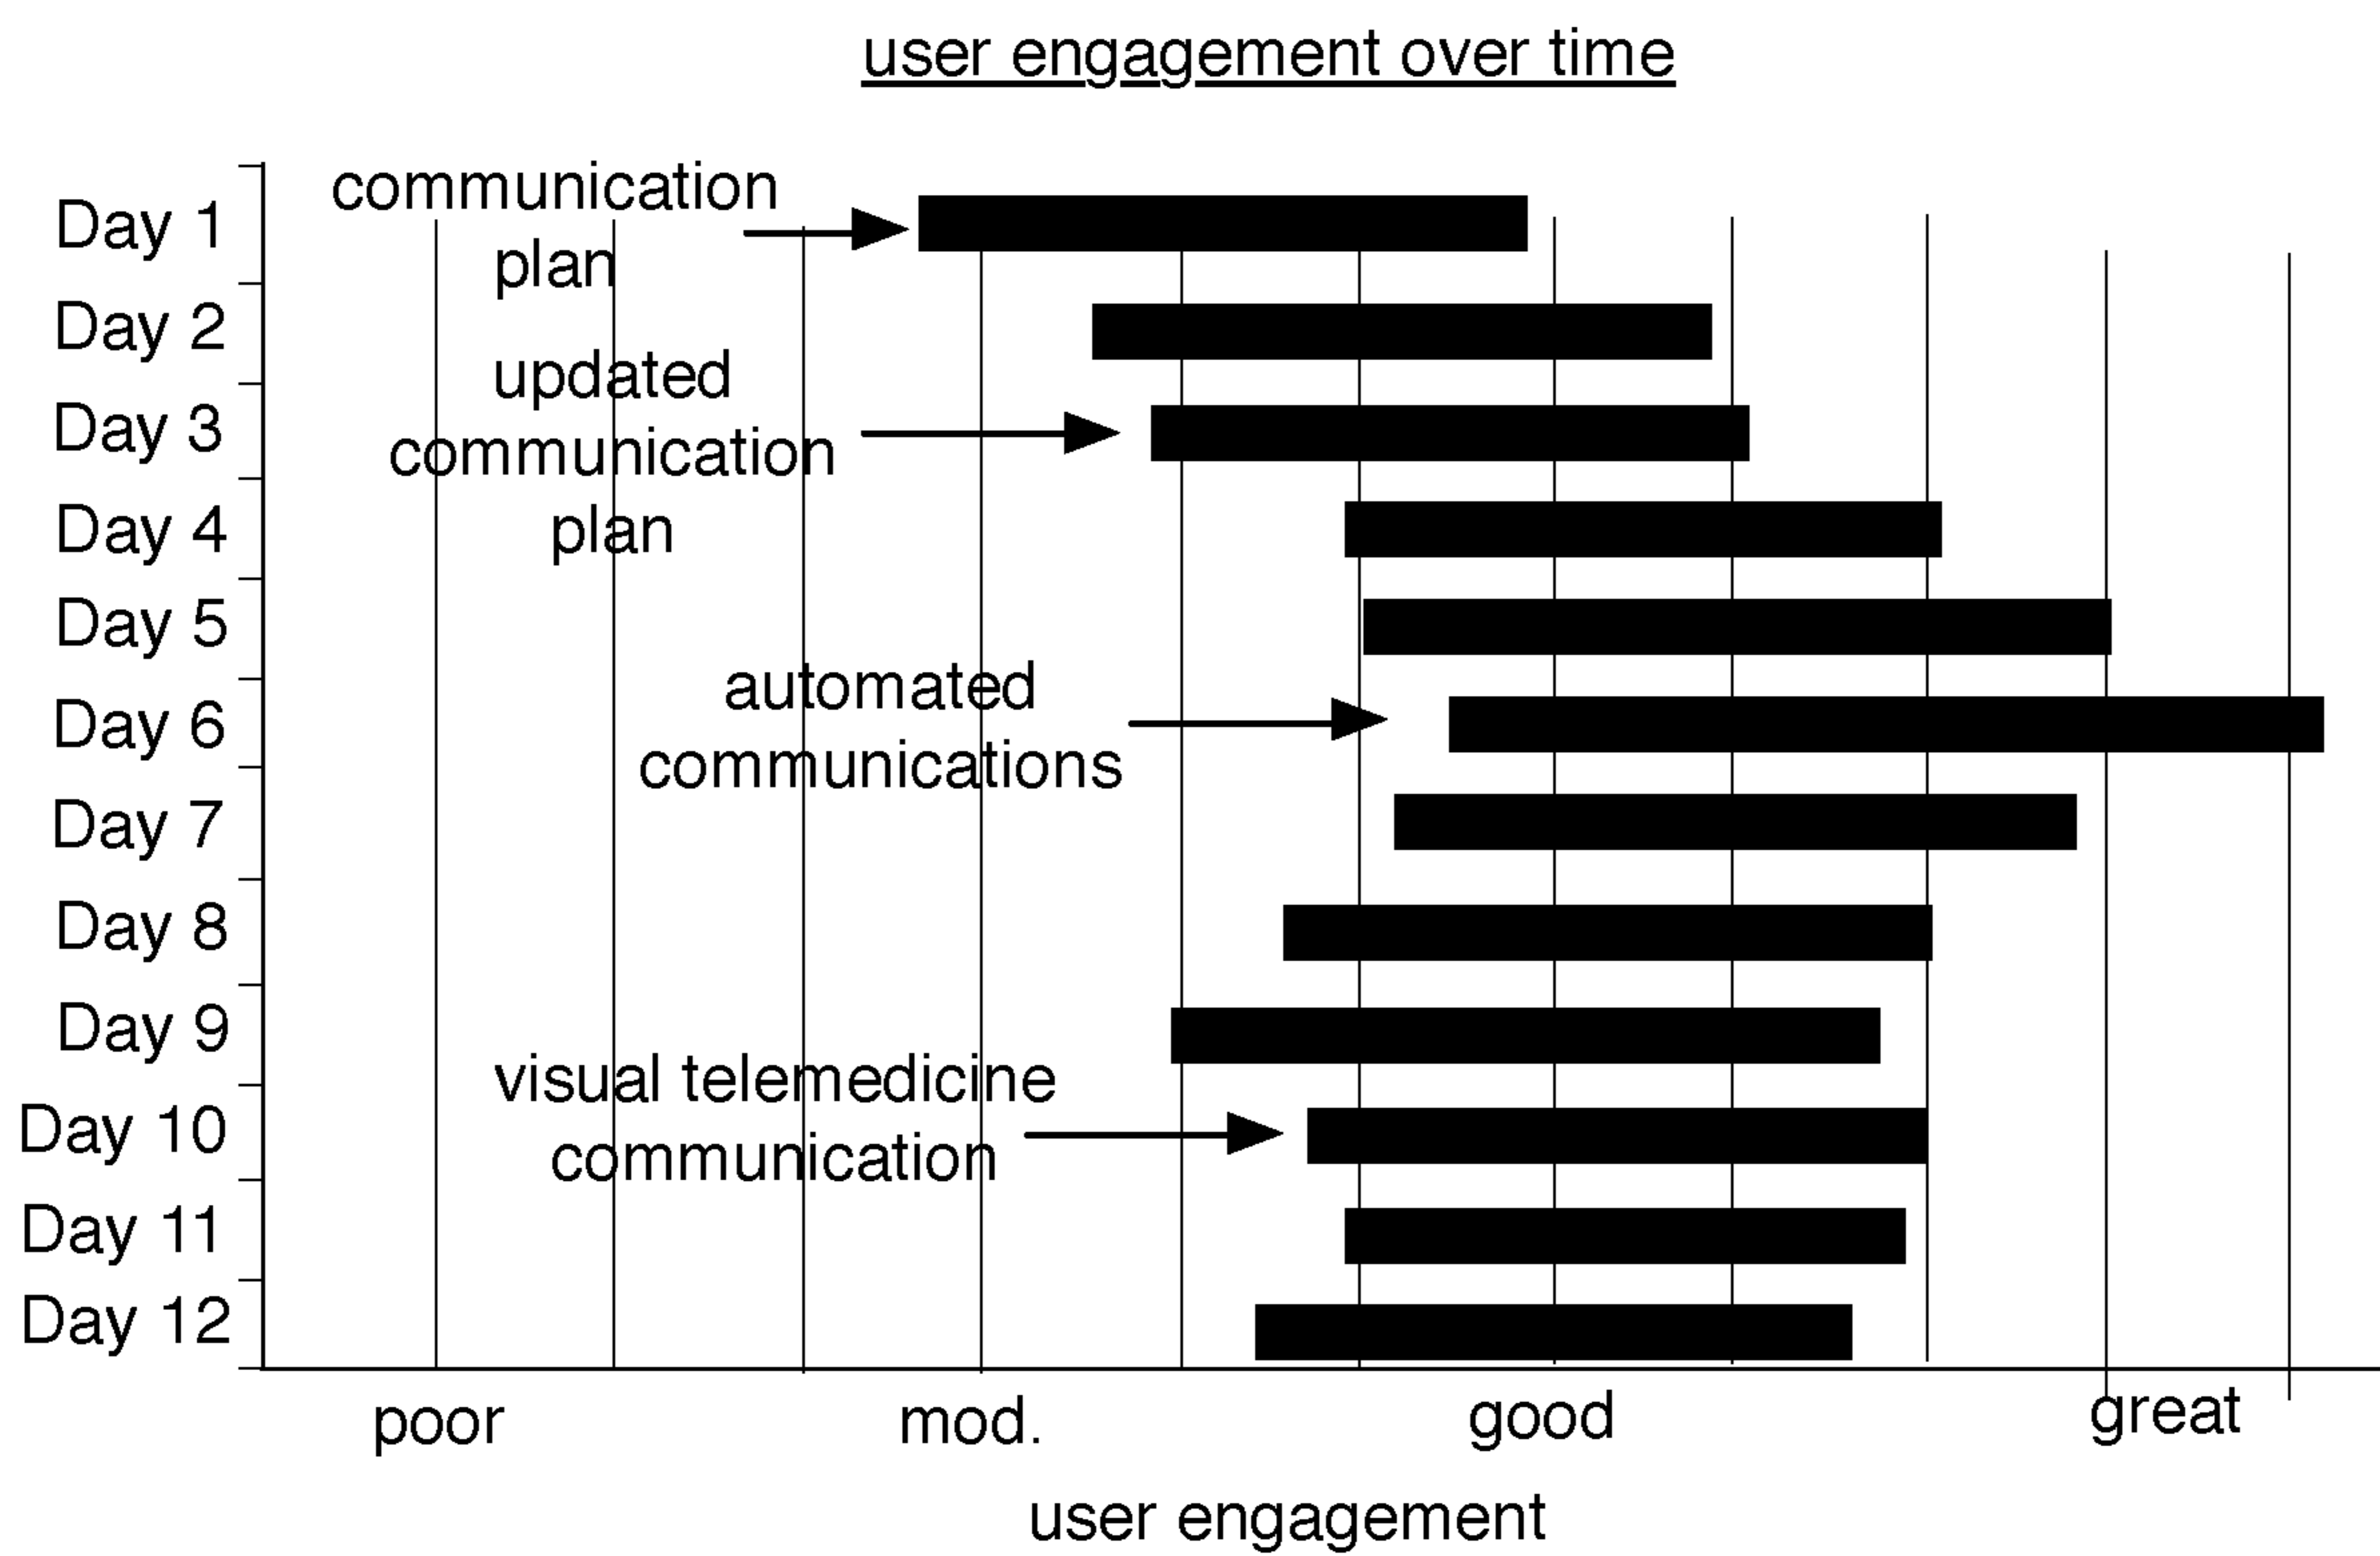 user engagement over time
Day 1
communication
plan
Day 2
updated
communication
plan
Day 3
Day 4
Day 5
Day 6
automated
communications
Day 7
Day 8
Day 9
visual telemedicine
communication
Day 10
Day 11
Day 12
poor mod. good great
user engagement